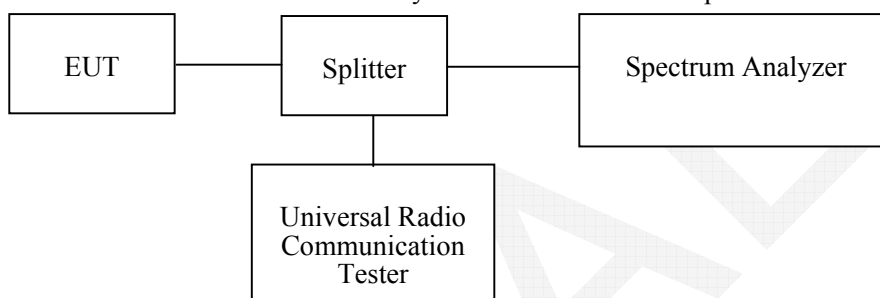 EUT
Splitter
Spectrum Analyzer
Universal Radio
Communication
Tester